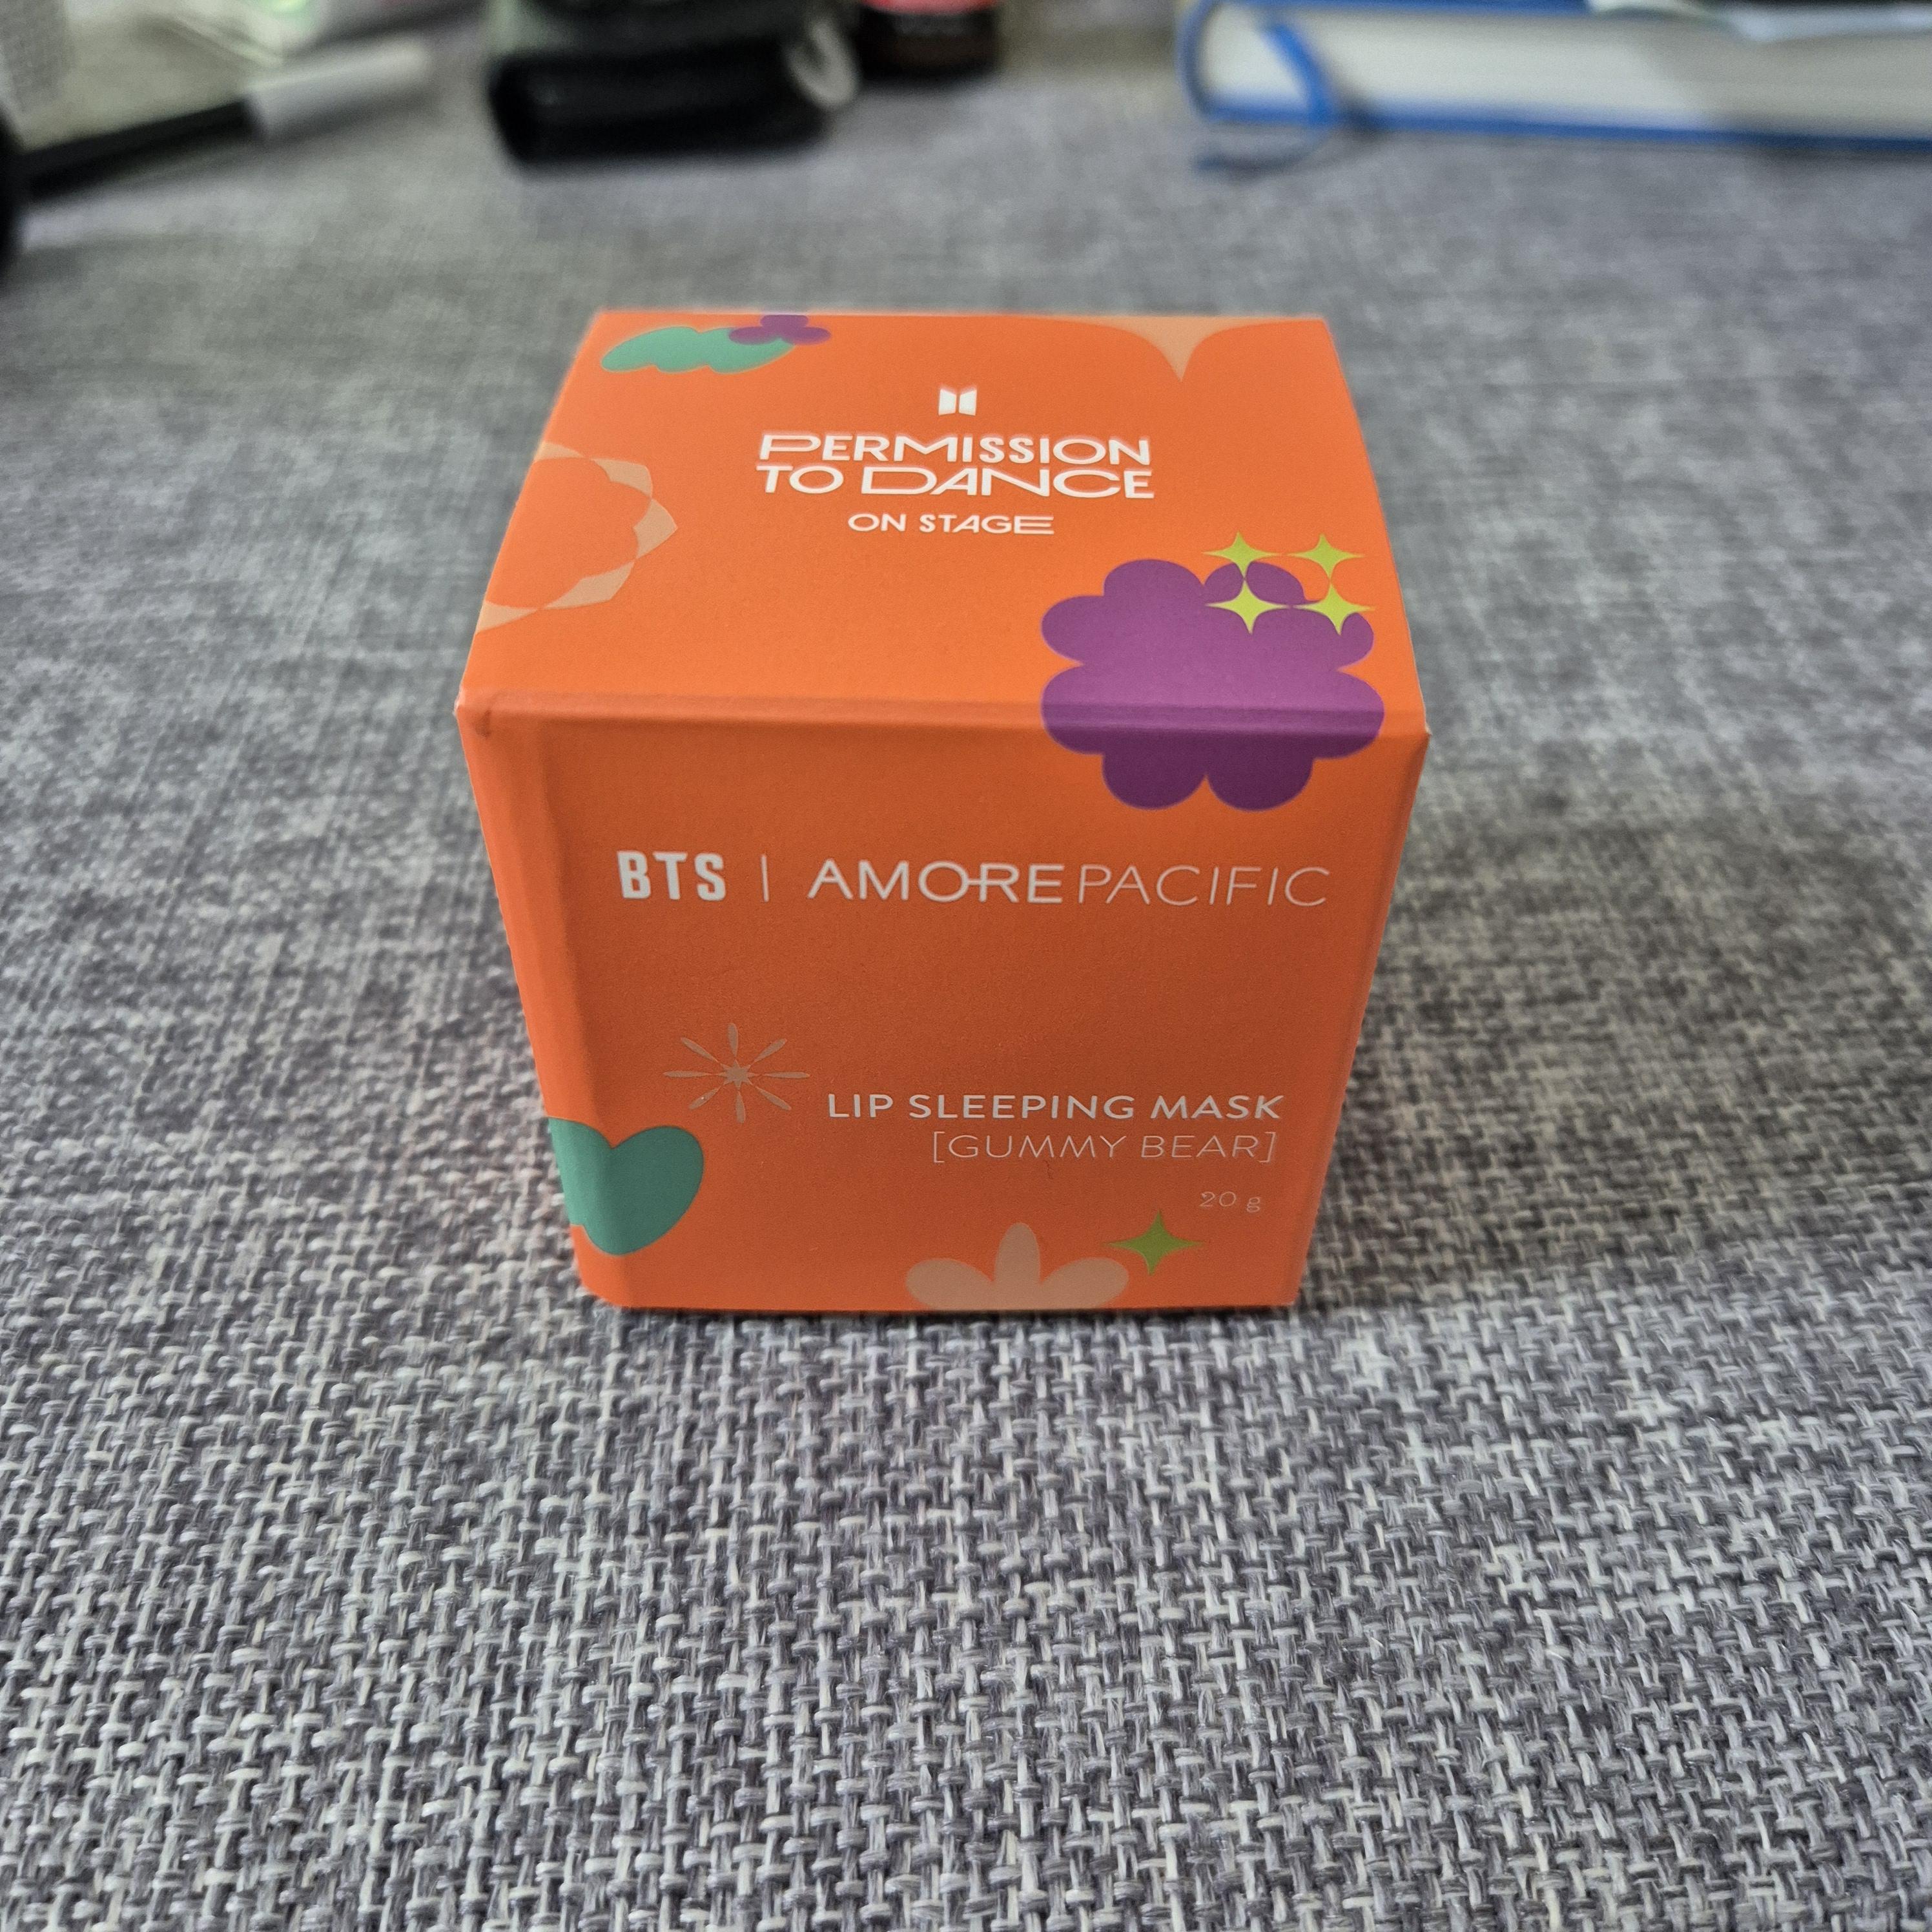 PERMISSION
TO DANCE
ON STAGE
BTS | AMOREPACIFIC
LIP SLEEPING MASK
[GUMMY BEAR]
20 g